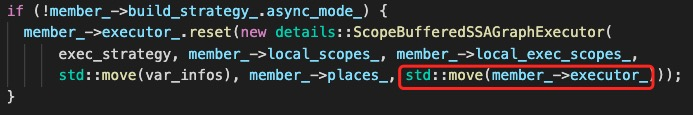 if (!member_->build_strategy_.async_mode_) {
member_->executor_.reset(new details::ScopeBufferedSSAGraphExecutor(
exec_strategy, member_->local_scopes_, member_->local_exec_scopes_,
std::move(var_infos), member_->places_, std::move(member_->executor_)));
}